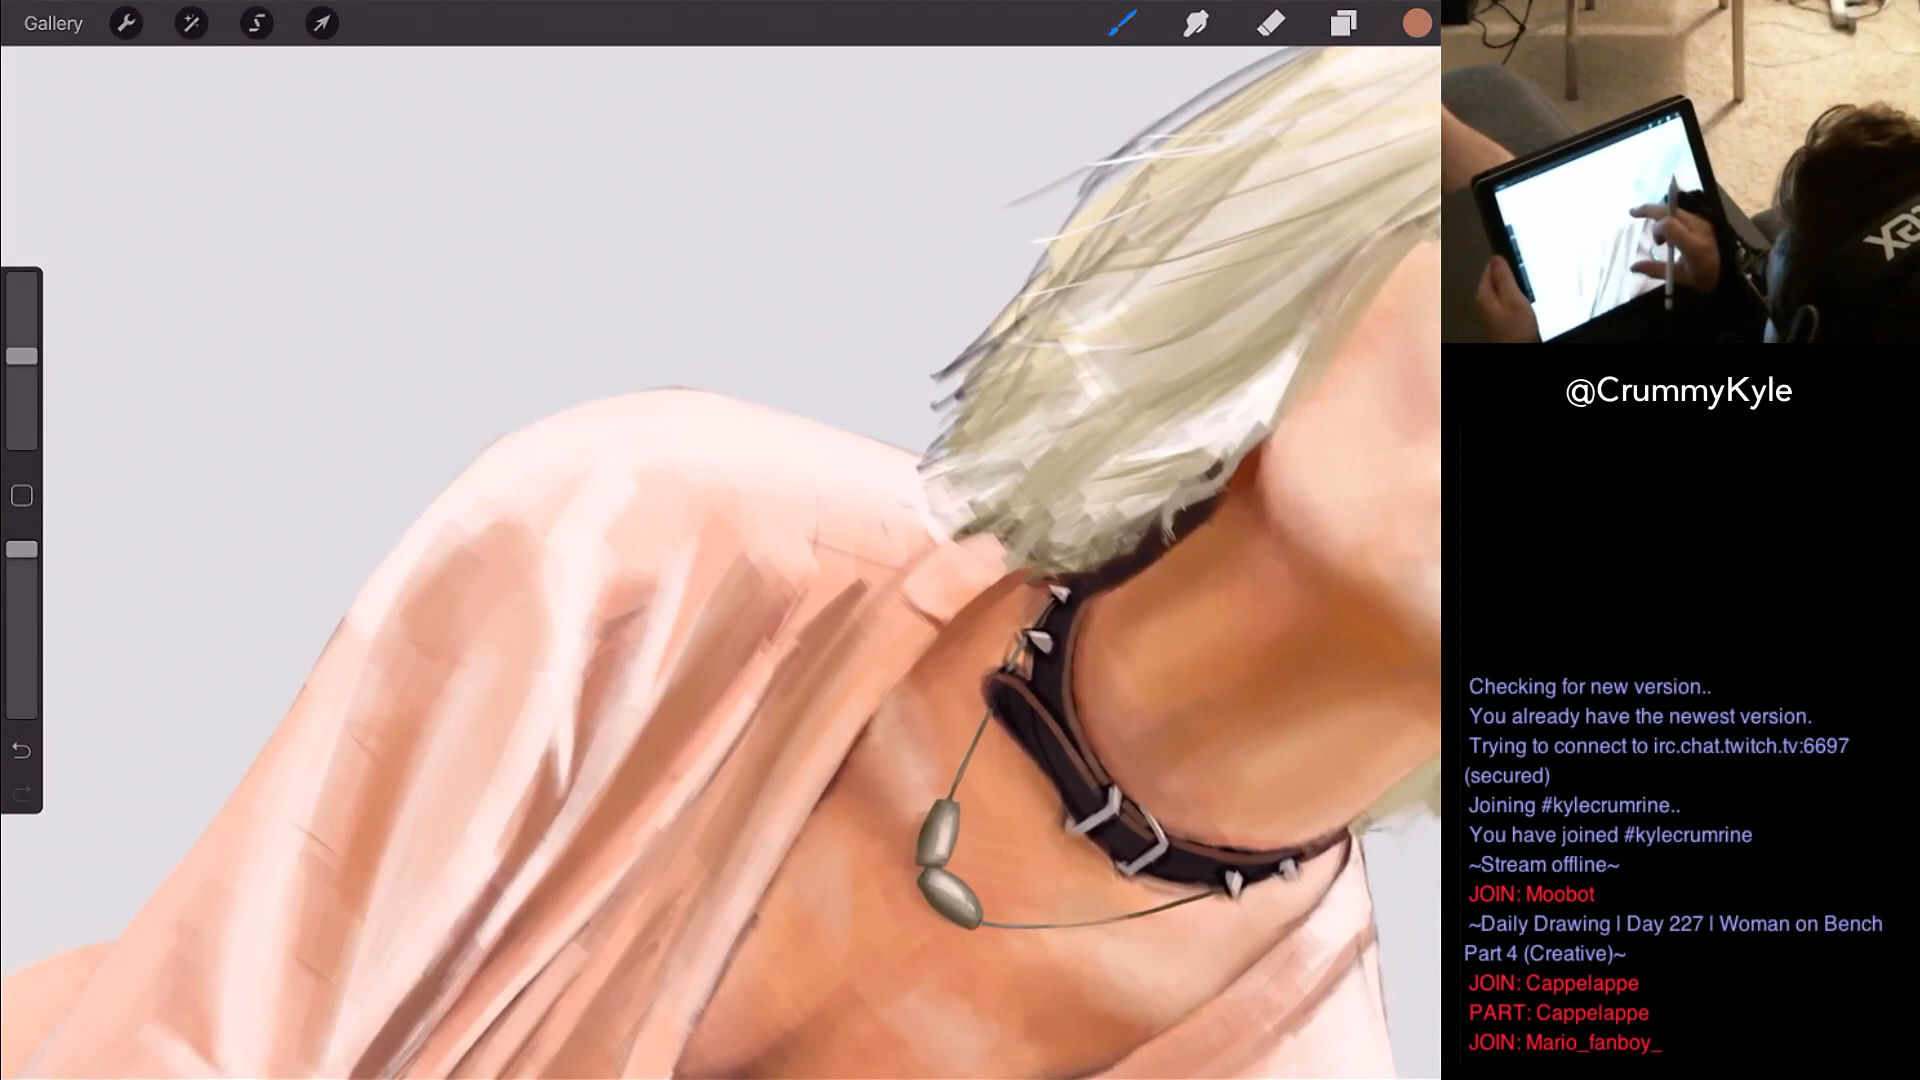 Gallery
@CrummyKyle
Checking for new version..
You already have the newest version.
Trying to connect to irc.chat.twitch.tv:6697
(secured)
Joining #kylecrumrine..
You have joined #kylecrumrine
~Stream offline~
JOIN: Moobot
~Daily Drawing | Day 227 | Woman on Bench
Part 4 (Creative)~
JOIN: Cappelappe
PART: Cappelappe
JOIN: Mario_fanboy_